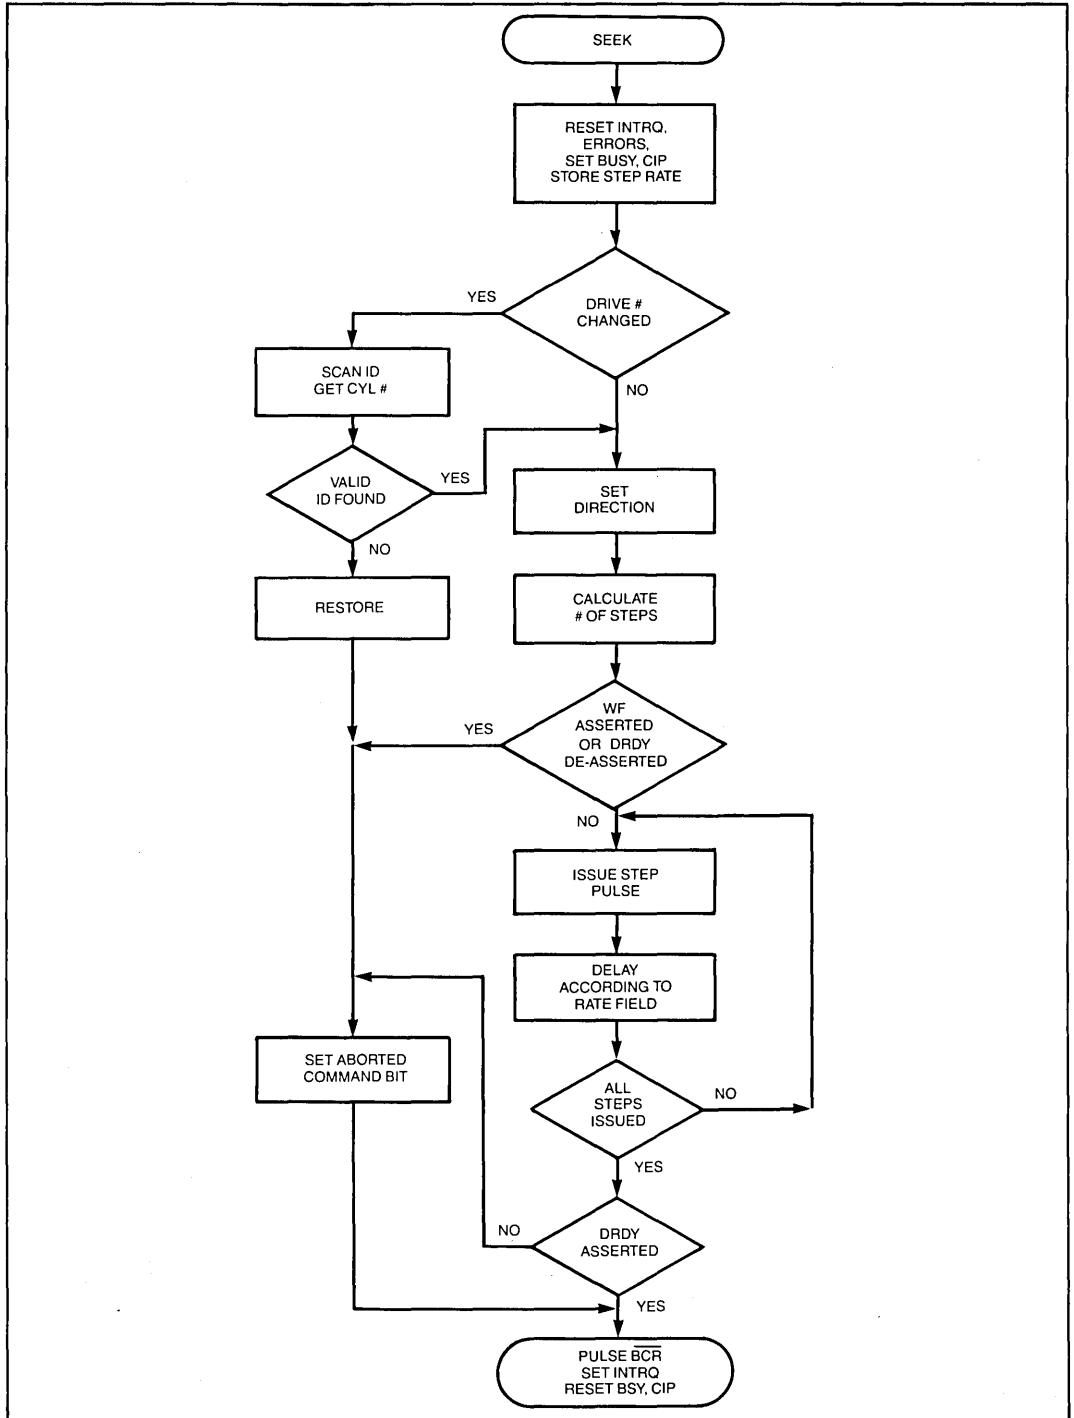 SEEK
RESET INTRQ,
ERRORS,
SET BUSY, CIP
STORE STEP RATE
DRIVE #
CHANGED
YES
NO
SCAN ID
GET CYL #
VALID
ID FOUND
YES
NO
SET
DIRECTION
RESTORE
CALCULATE
# OF STEPS
WF
ASSERTED
OR DRDY
DE-ASSERTED
YES
NO
ISSUE STEP
PULSE
DELAY
ACCORDING TO
RATE FIELD
SET ABORTED
COMMAND BIT
ALL
STEPS
ISSUED
NO
YES
DRDY
ASSERTED
NO
YES
PULSE B̅C̅R̅
SET INTRQ
RESET BSY, CIP